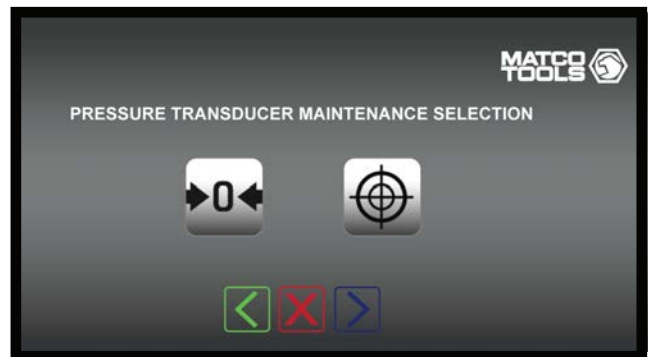 MATCO
TOOLS
PRESSURE TRANSDUCER MAINTENANCE SELECTION
0